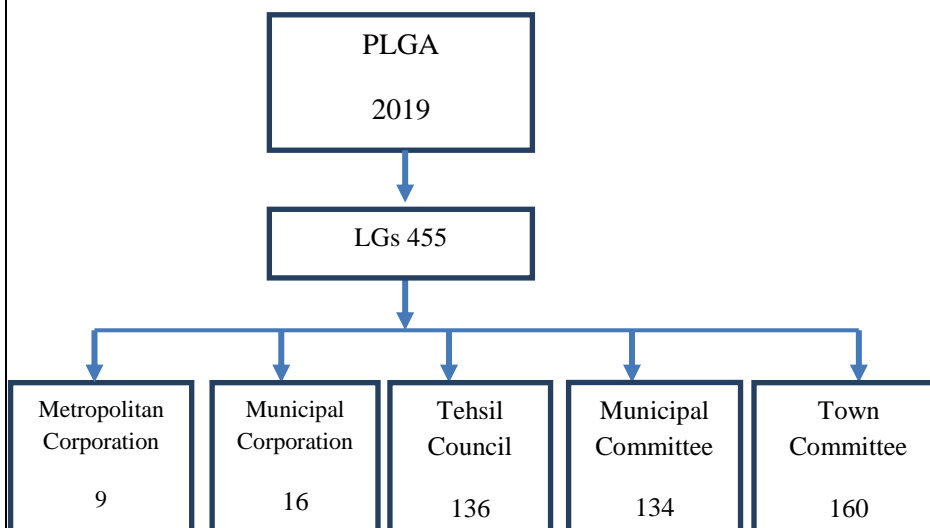 PLGA
2019
LGs 455
Metropolitan
Corporation
9
Municipal
Corporation
16
Tehsil
Council
136
Municipal
Committee
134
Town
Committee
160